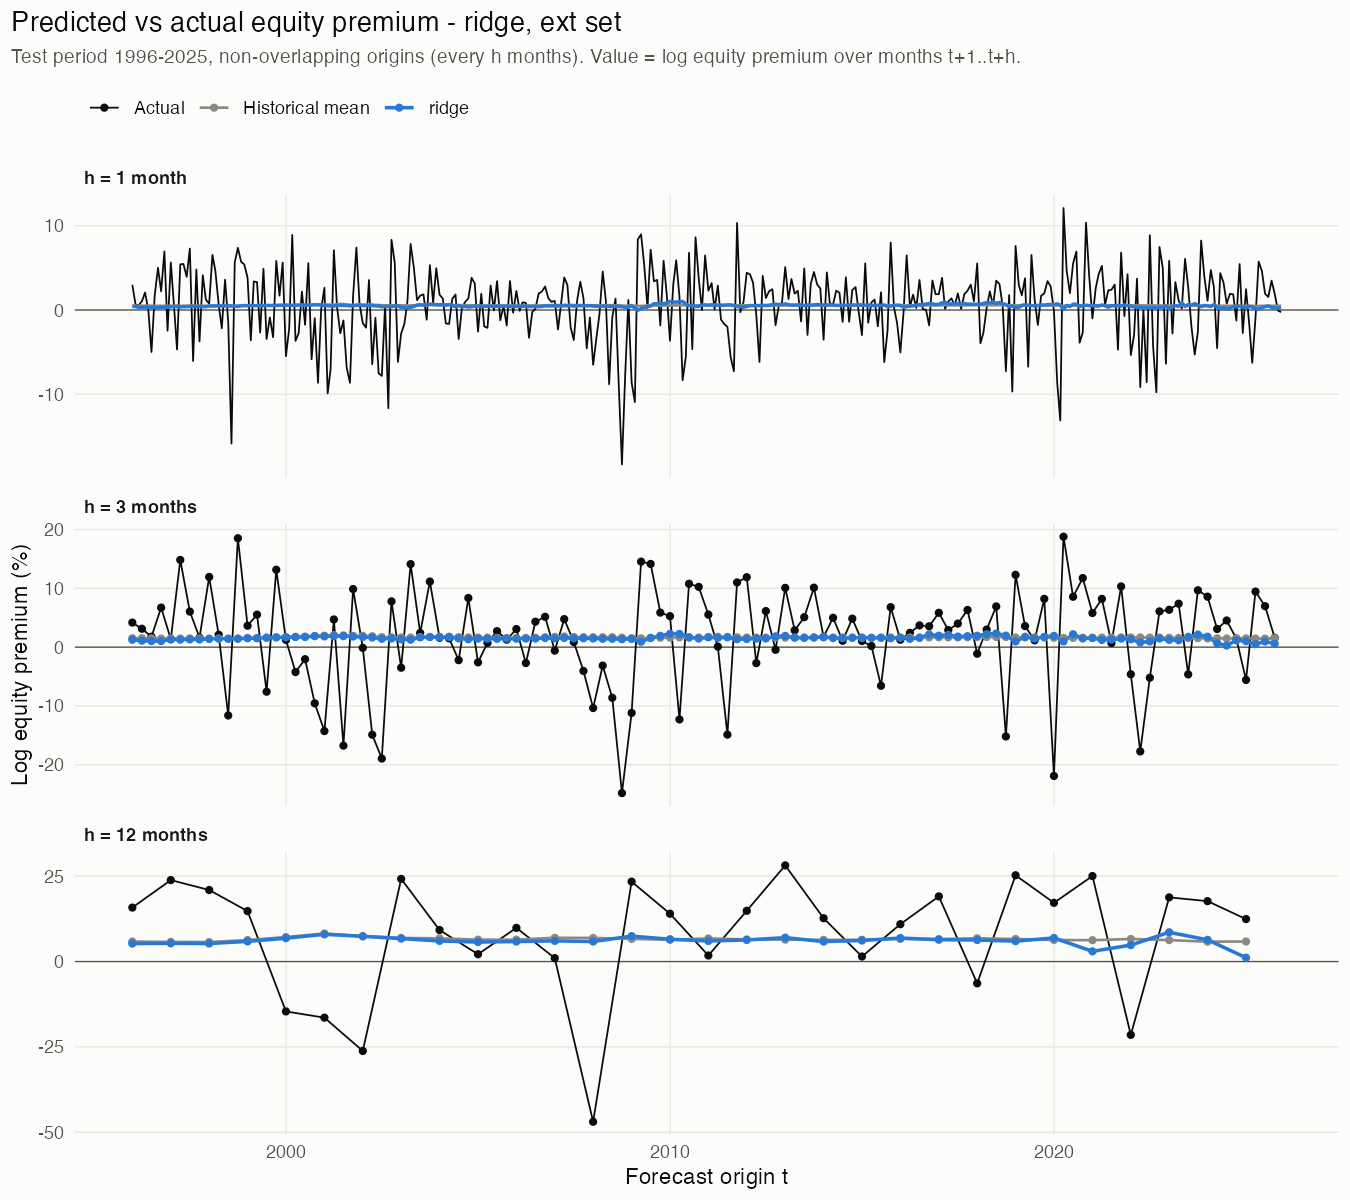 Predicted vs actual equity premium - ridge, ext set
Test period 1996-2025, non-overlapping origins (every h months). Value = log equity premium over months t+1..t+h.
Actual Historical mean ridge
h = 1 month
10
0
-10
h = 3 months
20
10
0
-10
-20
Log equity premium (%)
h = 12 months
25
0
-25
-50
2000 2010 2020
Forecast origin t